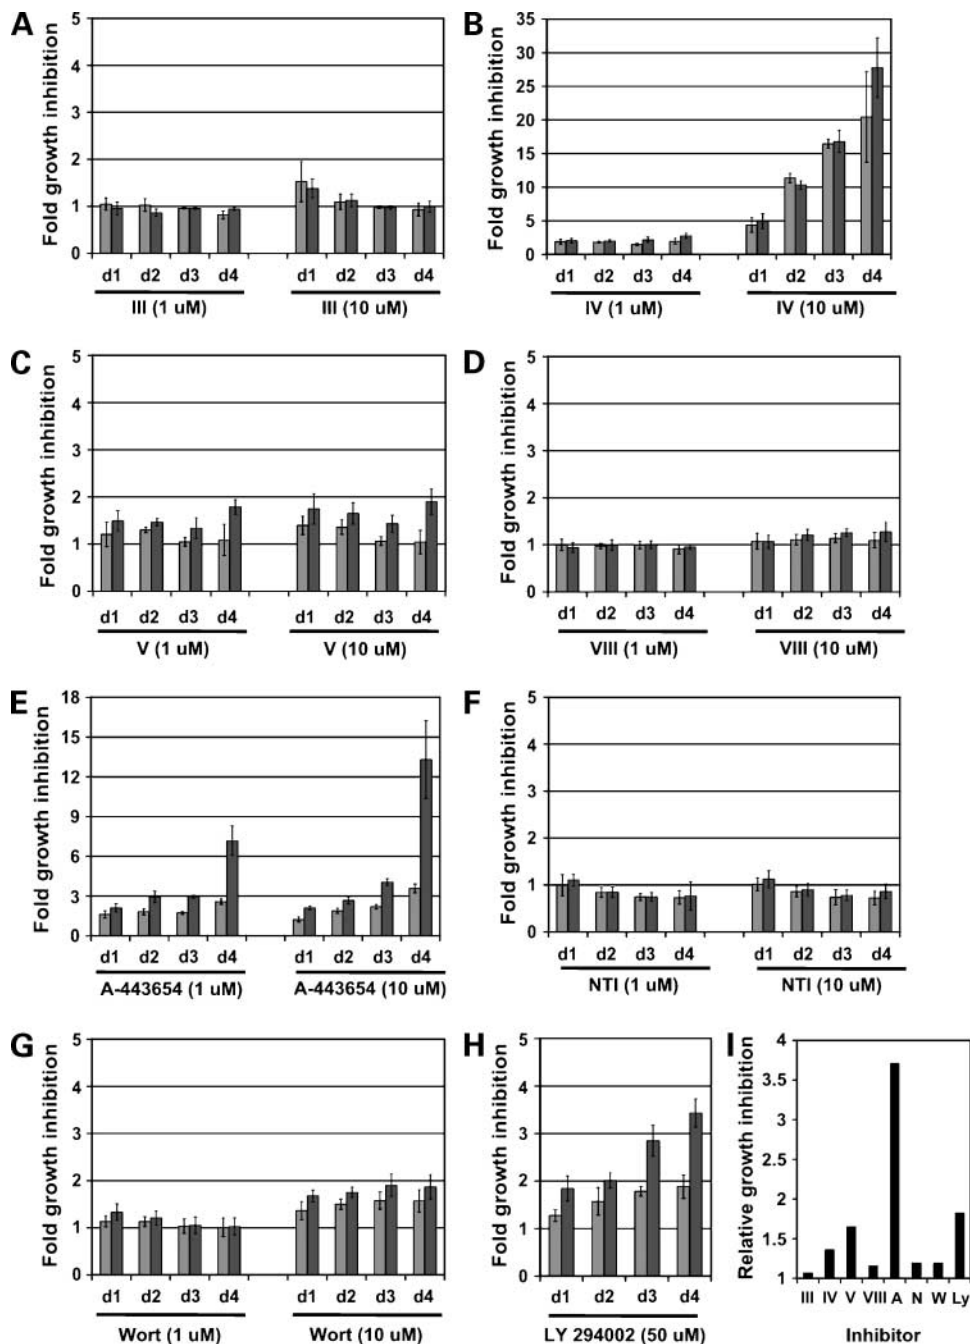 A
Fold growth inhibition
5
4
3
2
1
0
d1 d2 d3 d4 d1 d2 d3 d4
III (1 uM) III (10 uM)
B
Fold growth inhibition
35
30
25
20
15
10
5
0
d1 d2 d3 d4 d1 d2 d3 d4
IV (1 uM) IV (10 uM)
C
Fold growth inhibition
5
4
3
2
1
0
d1 d2 d3 d4 d1 d2 d3 d4
V (1 uM) V (10 uM)
D
Fold growth inhibition
5
4
3
2
1
0
d1 d2 d3 d4 d1 d2 d3 d4
VIII (1 uM) VIII (10 uM)
E
Fold growth inhibition
18
15
12
9
6
3
0
d1 d2 d3 d4 d1 d2 d3 d4
A-443654 (1 uM) A-443654 (10 uM)
F
Fold growth inhibition
5
4
3
2
1
0
d1 d2 d3 d4 d1 d2 d3 d4
NTI (1 uM) NTI (10 uM)
G
Fold growth inhibition
5
4
3
2
1
0
d1 d2 d3 d4 d1 d2 d3 d4
Wort (1 uM) Wort (10 uM)
H
Fold growth inhibition
5
4
3
2
1
0
d1 d2 d3 d4
LY 294002 (50 uM)
I
Relative growth inhibition
4
3.5
3
2.5
2
1.5
1
III IV V VIII A N W Ly
Inhibitor